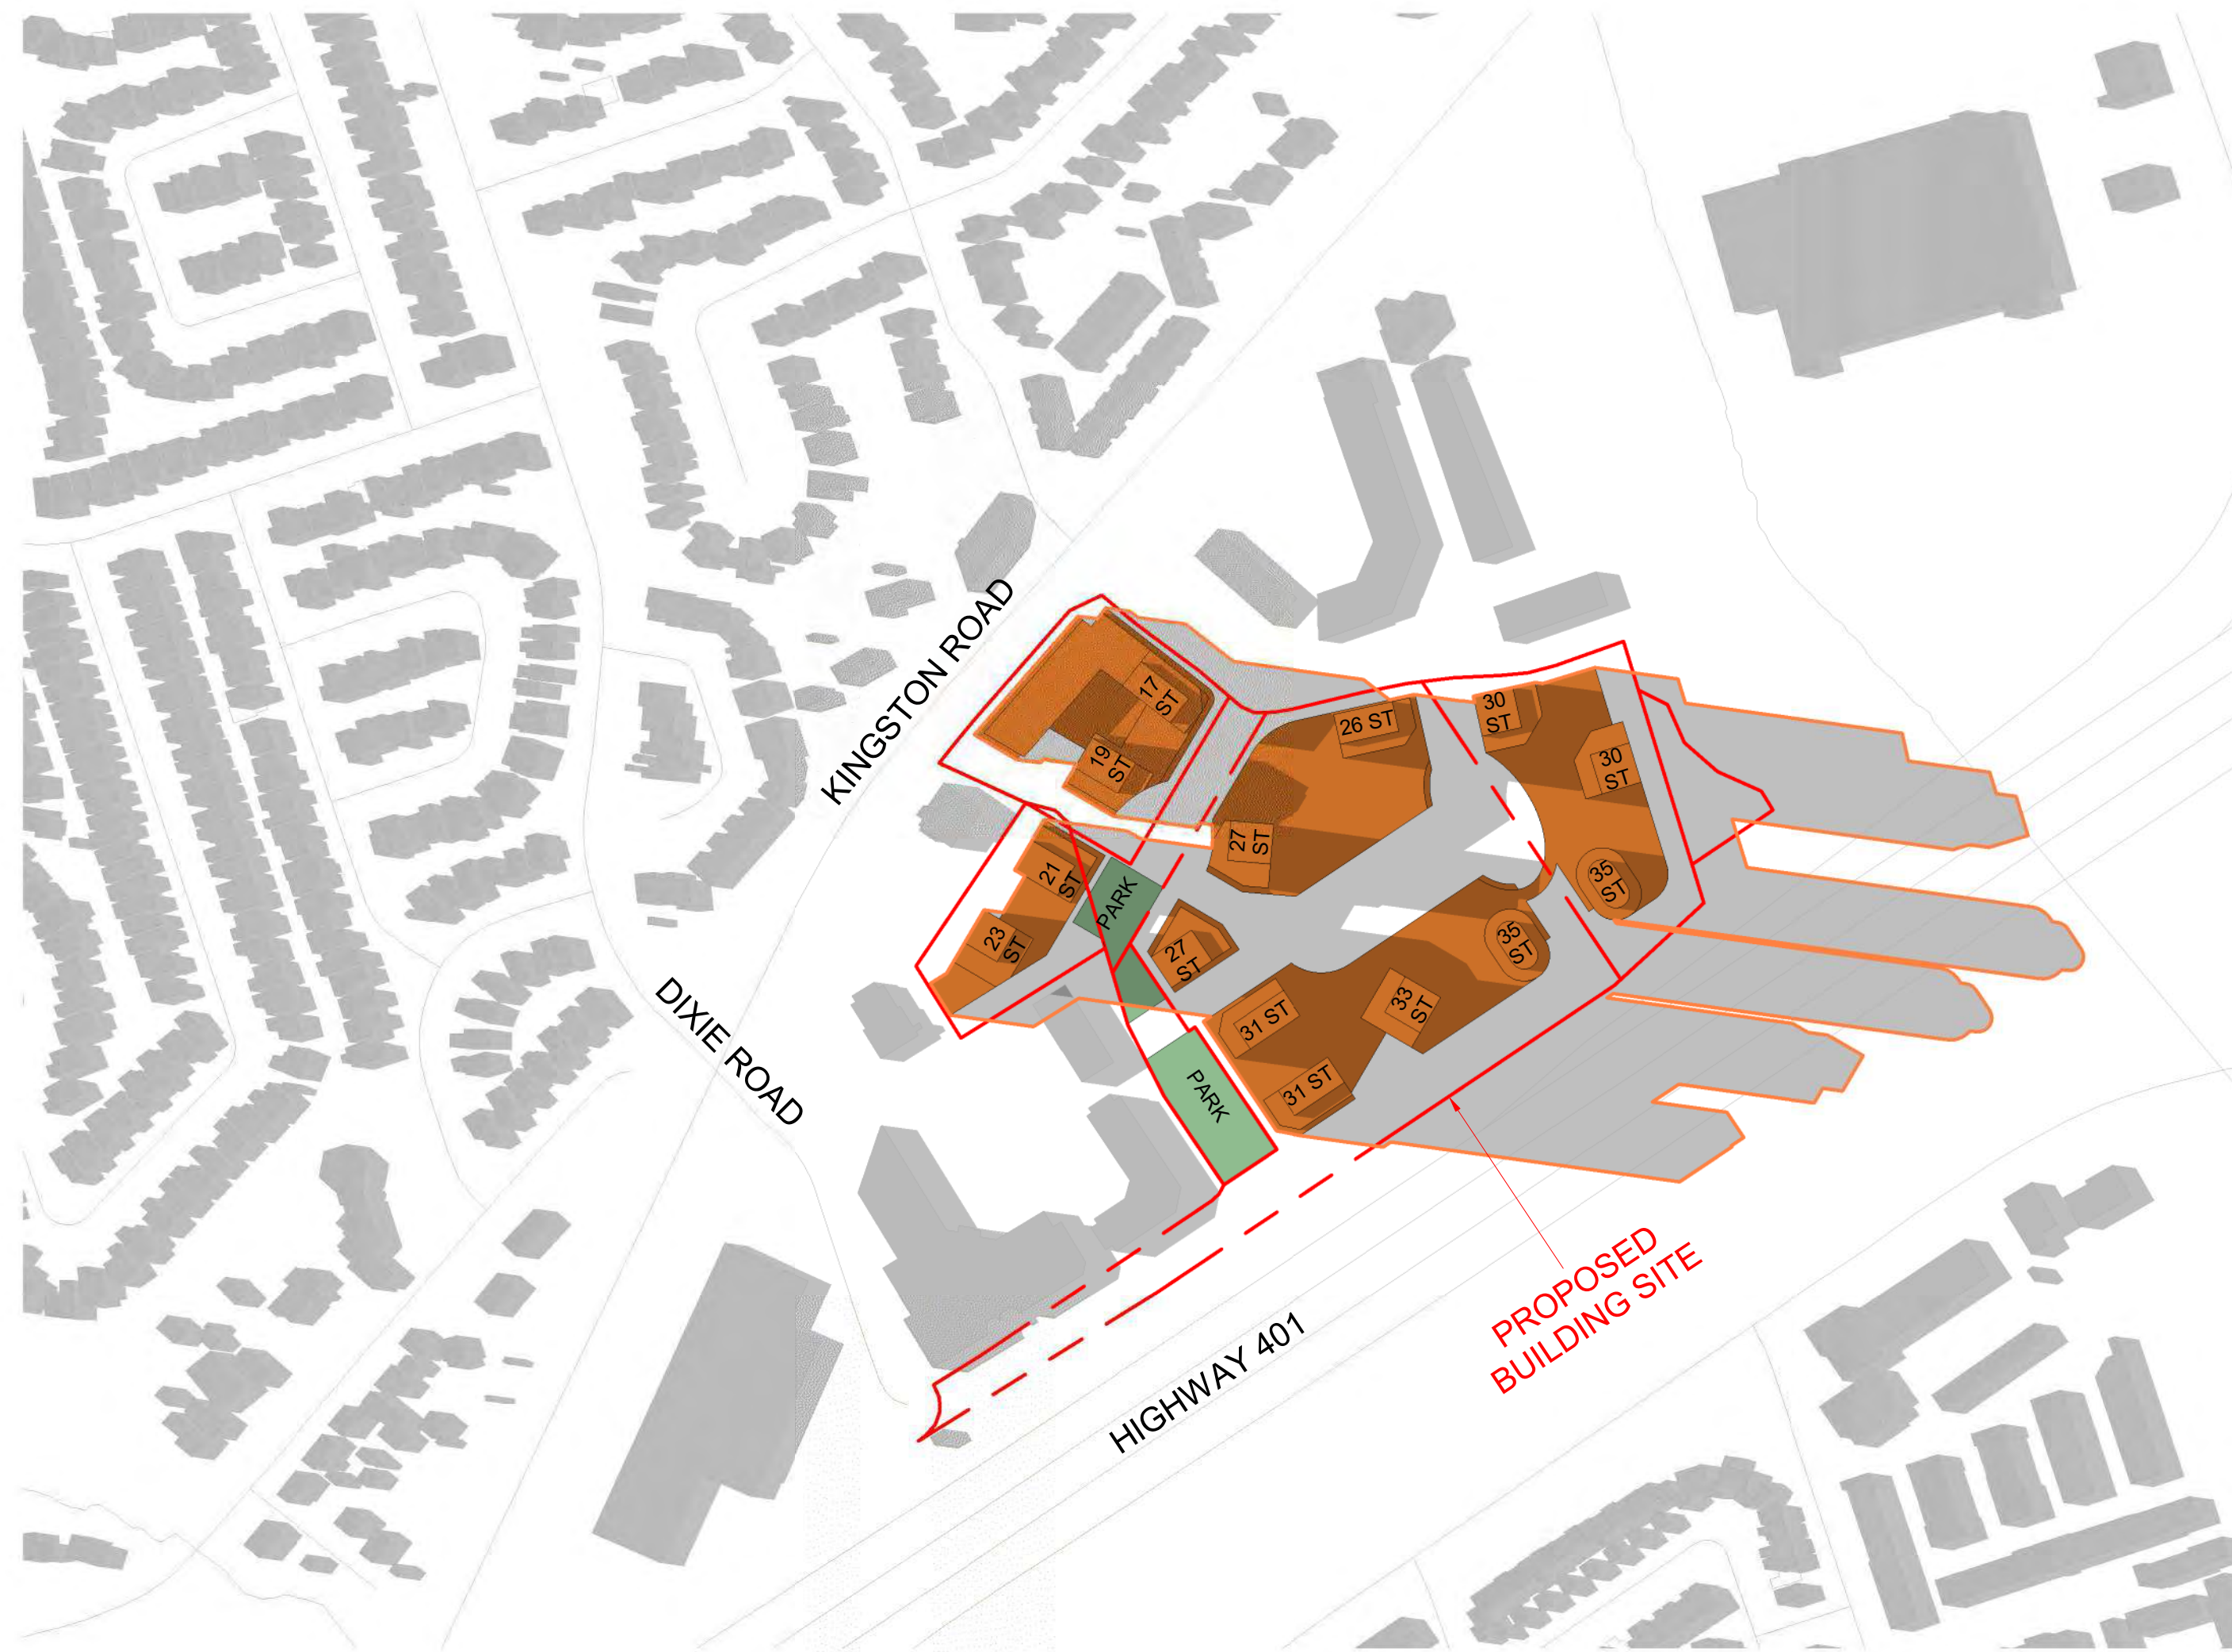 KINGSTON ROAD
17
ST
19
ST
26 ST
30
ST
30
ST
27
ST
21
ST
PARK
35
ST
23
ST
27
ST
35
ST
31 ST
33
ST
PARK
31 ST
DIXIE ROAD
PROPOSED
BUILDING SITE
HIGHWAY 401